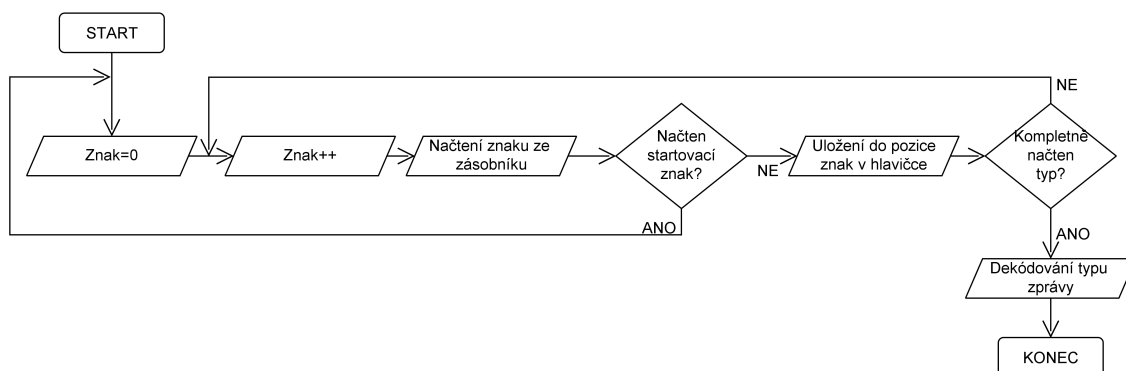 START
NE
Znak=0
Znak++
Načtení znaku ze
zásobníku
Načten
startovací
znak?
NE
Uložení do pozice
znak v hlavičce
Kompletně
načten
typ?
ANO
ANO
Dekódování typu
zprávy
KONEC